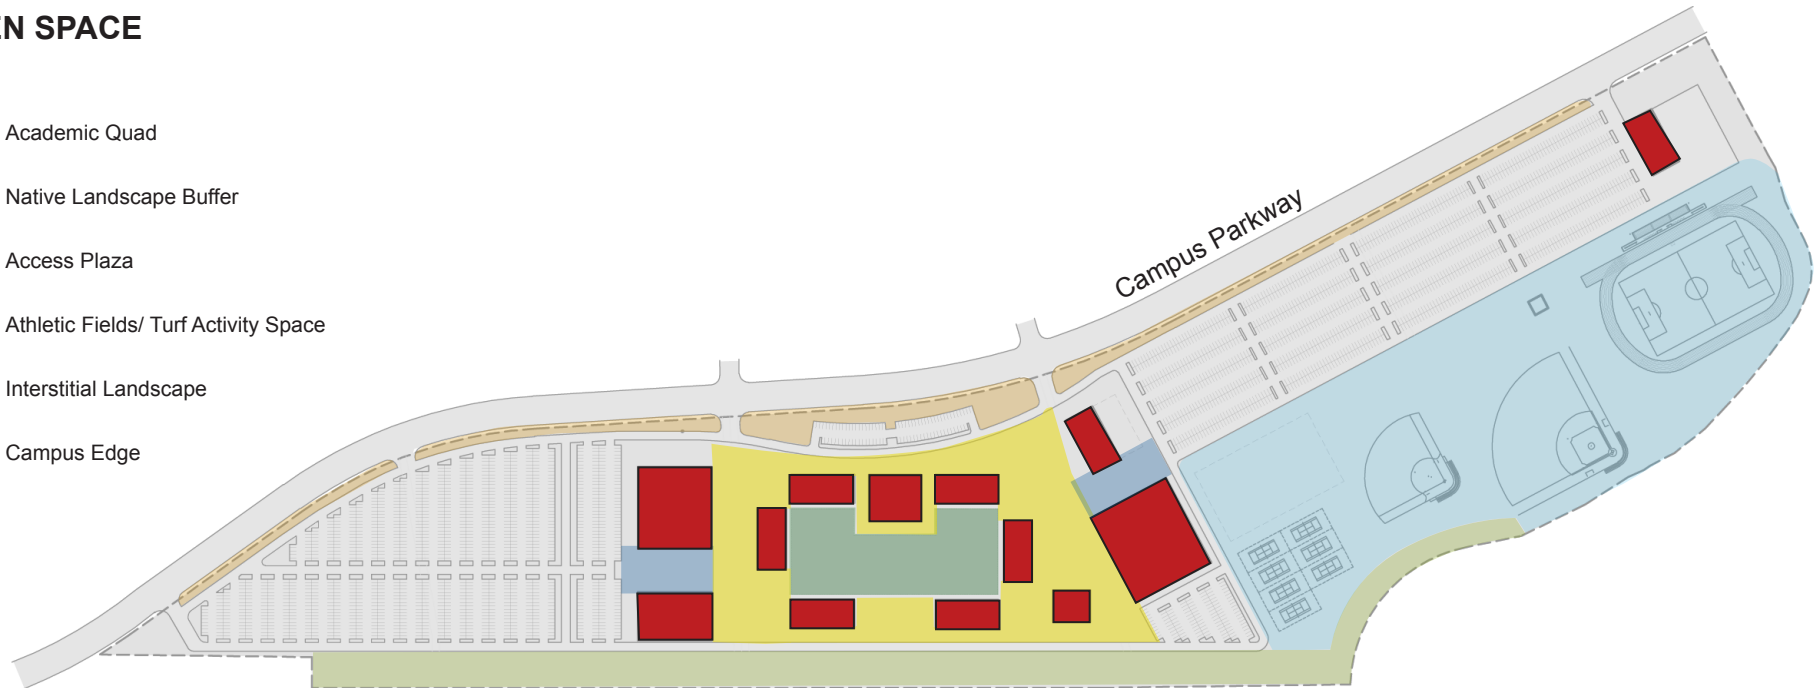 EN SPACE
Academic Quad
Native Landscape Buffer
Access Plaza
Athletic Fields/ Turf Activity Space
Interstitial Landscape
Campus Edge
Campus Parkway